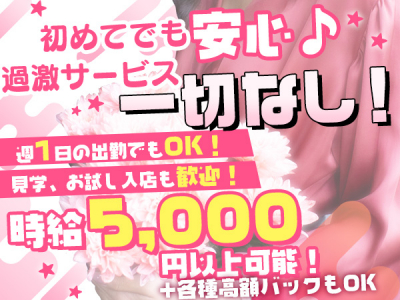 初めてでも安心♪
過激サービス
一切なし！
週1日の出勤でもOK！
見学、お試し入店も歓迎！
時給5,000
円以上可能！
+各種高額バックもOK